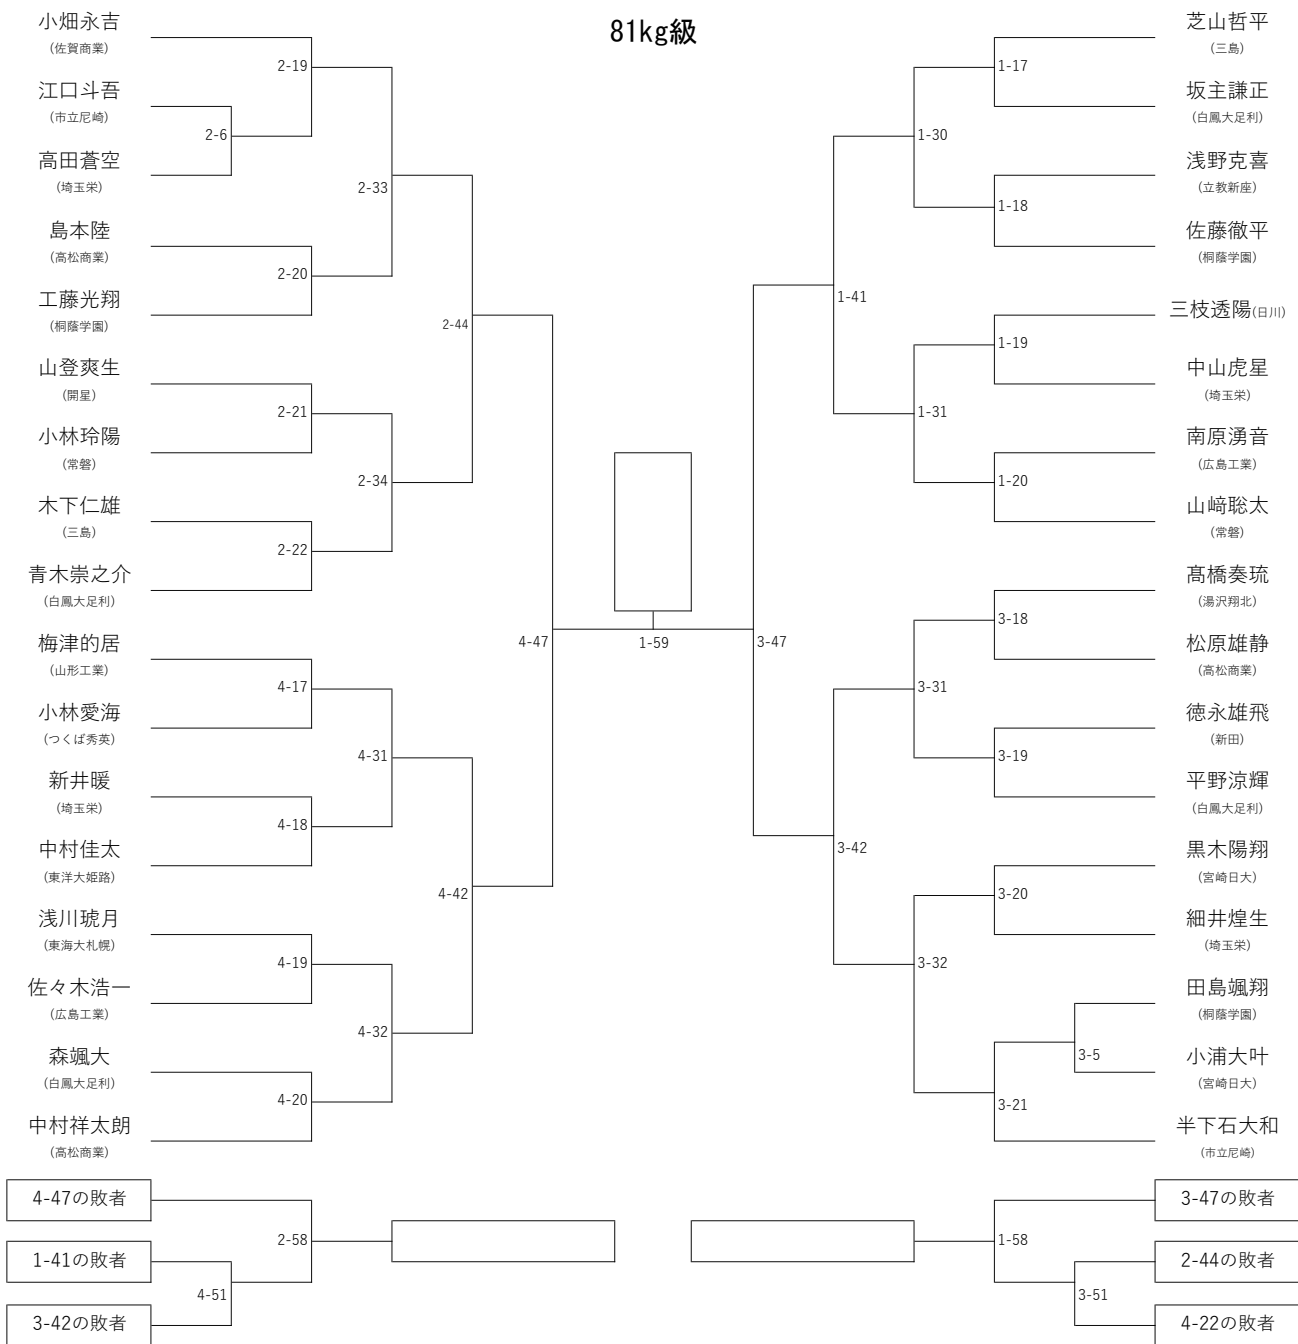 81kg級
小畑永吉
(佐賀商業)
2-19
江口斗吾
(市立尼崎)
2-6
高田蒼空
(埼玉栄)
2-33
島本陸
(高松商業)
2-20
工藤光翔
(桐蔭学園)
2-44
山登爽生
(開星)
2-21
小林玲陽
(常磐)
2-34
木下仁雄
(三島)
2-22
青木崇之介
(白鳳大足利)
4-47
梅津的居
(山形工業)
4-17
小林愛海
(つくば秀英)
4-31
新井暖
(埼玉栄)
4-18
中村佳太
(東洋大姫路)
4-42
浅川琥月
(東海大札幌)
4-19
佐々木浩一
(広島工業)
4-32
森颯大
(白鳳大足利)
4-20
中村祥太朗
(高松商業)
1-59
芝山哲平
(三島)
1-17
坂主謙正
(白鳳大足利)
1-30
浅野克喜
(立教新座)
1-18
佐藤徹平
(桐蔭学園)
1-41
三枝透陽(日川)
1-19
中山虎星
(埼玉栄)
1-31
南原湧音
(広島工業)
1-20
山﨑聡太
(常磐)
3-47
髙橋奏琉
(湯沢翔北)
3-18
松原雄静
(高松商業)
3-31
徳永雄飛
(新田)
3-19
平野涼輝
(白鳳大足利)
3-42
黒木陽翔
(宮崎日大)
3-20
細井煌生
(埼玉栄)
3-32
田島颯翔
(桐蔭学園)
3-5
小浦大叶
(宮崎日大)
3-21
半下石大和
(市立尼崎)
4-47の敗者
2-58
1-41の敗者
4-51
3-42の敗者
3-47の敗者
1-58
2-44の敗者
3-51
4-22の敗者